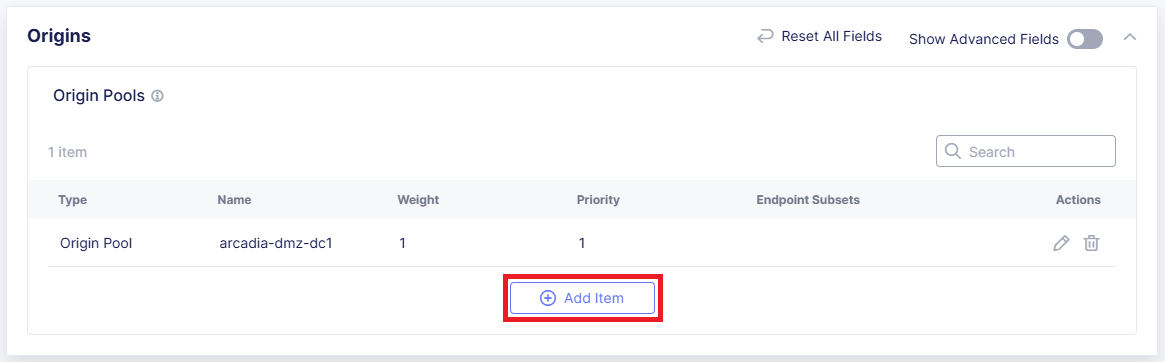 Origins
Reset All Fields
Show Advanced Fields
Origin Pools
1 item
Search
Type Name Weight Priority Endpoint Subsets Actions
Origin Pool arcadia-dmz-dc1 1 1
Add Item